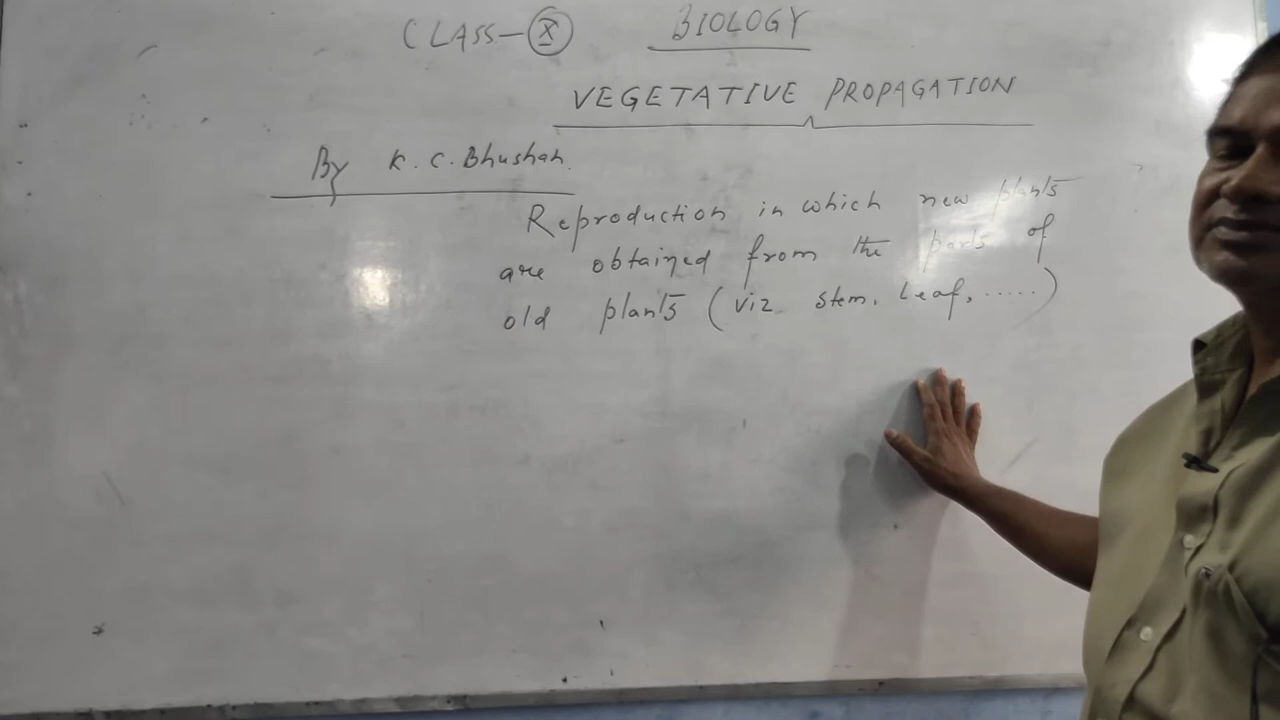 CLASS-X BIOLOGY
VEGETATIVE PROPAGATION
By K.C. Bhushan.
Reproduction in which new plants
are obtained from the parts of
old plants (viz stem, leaf, .....)